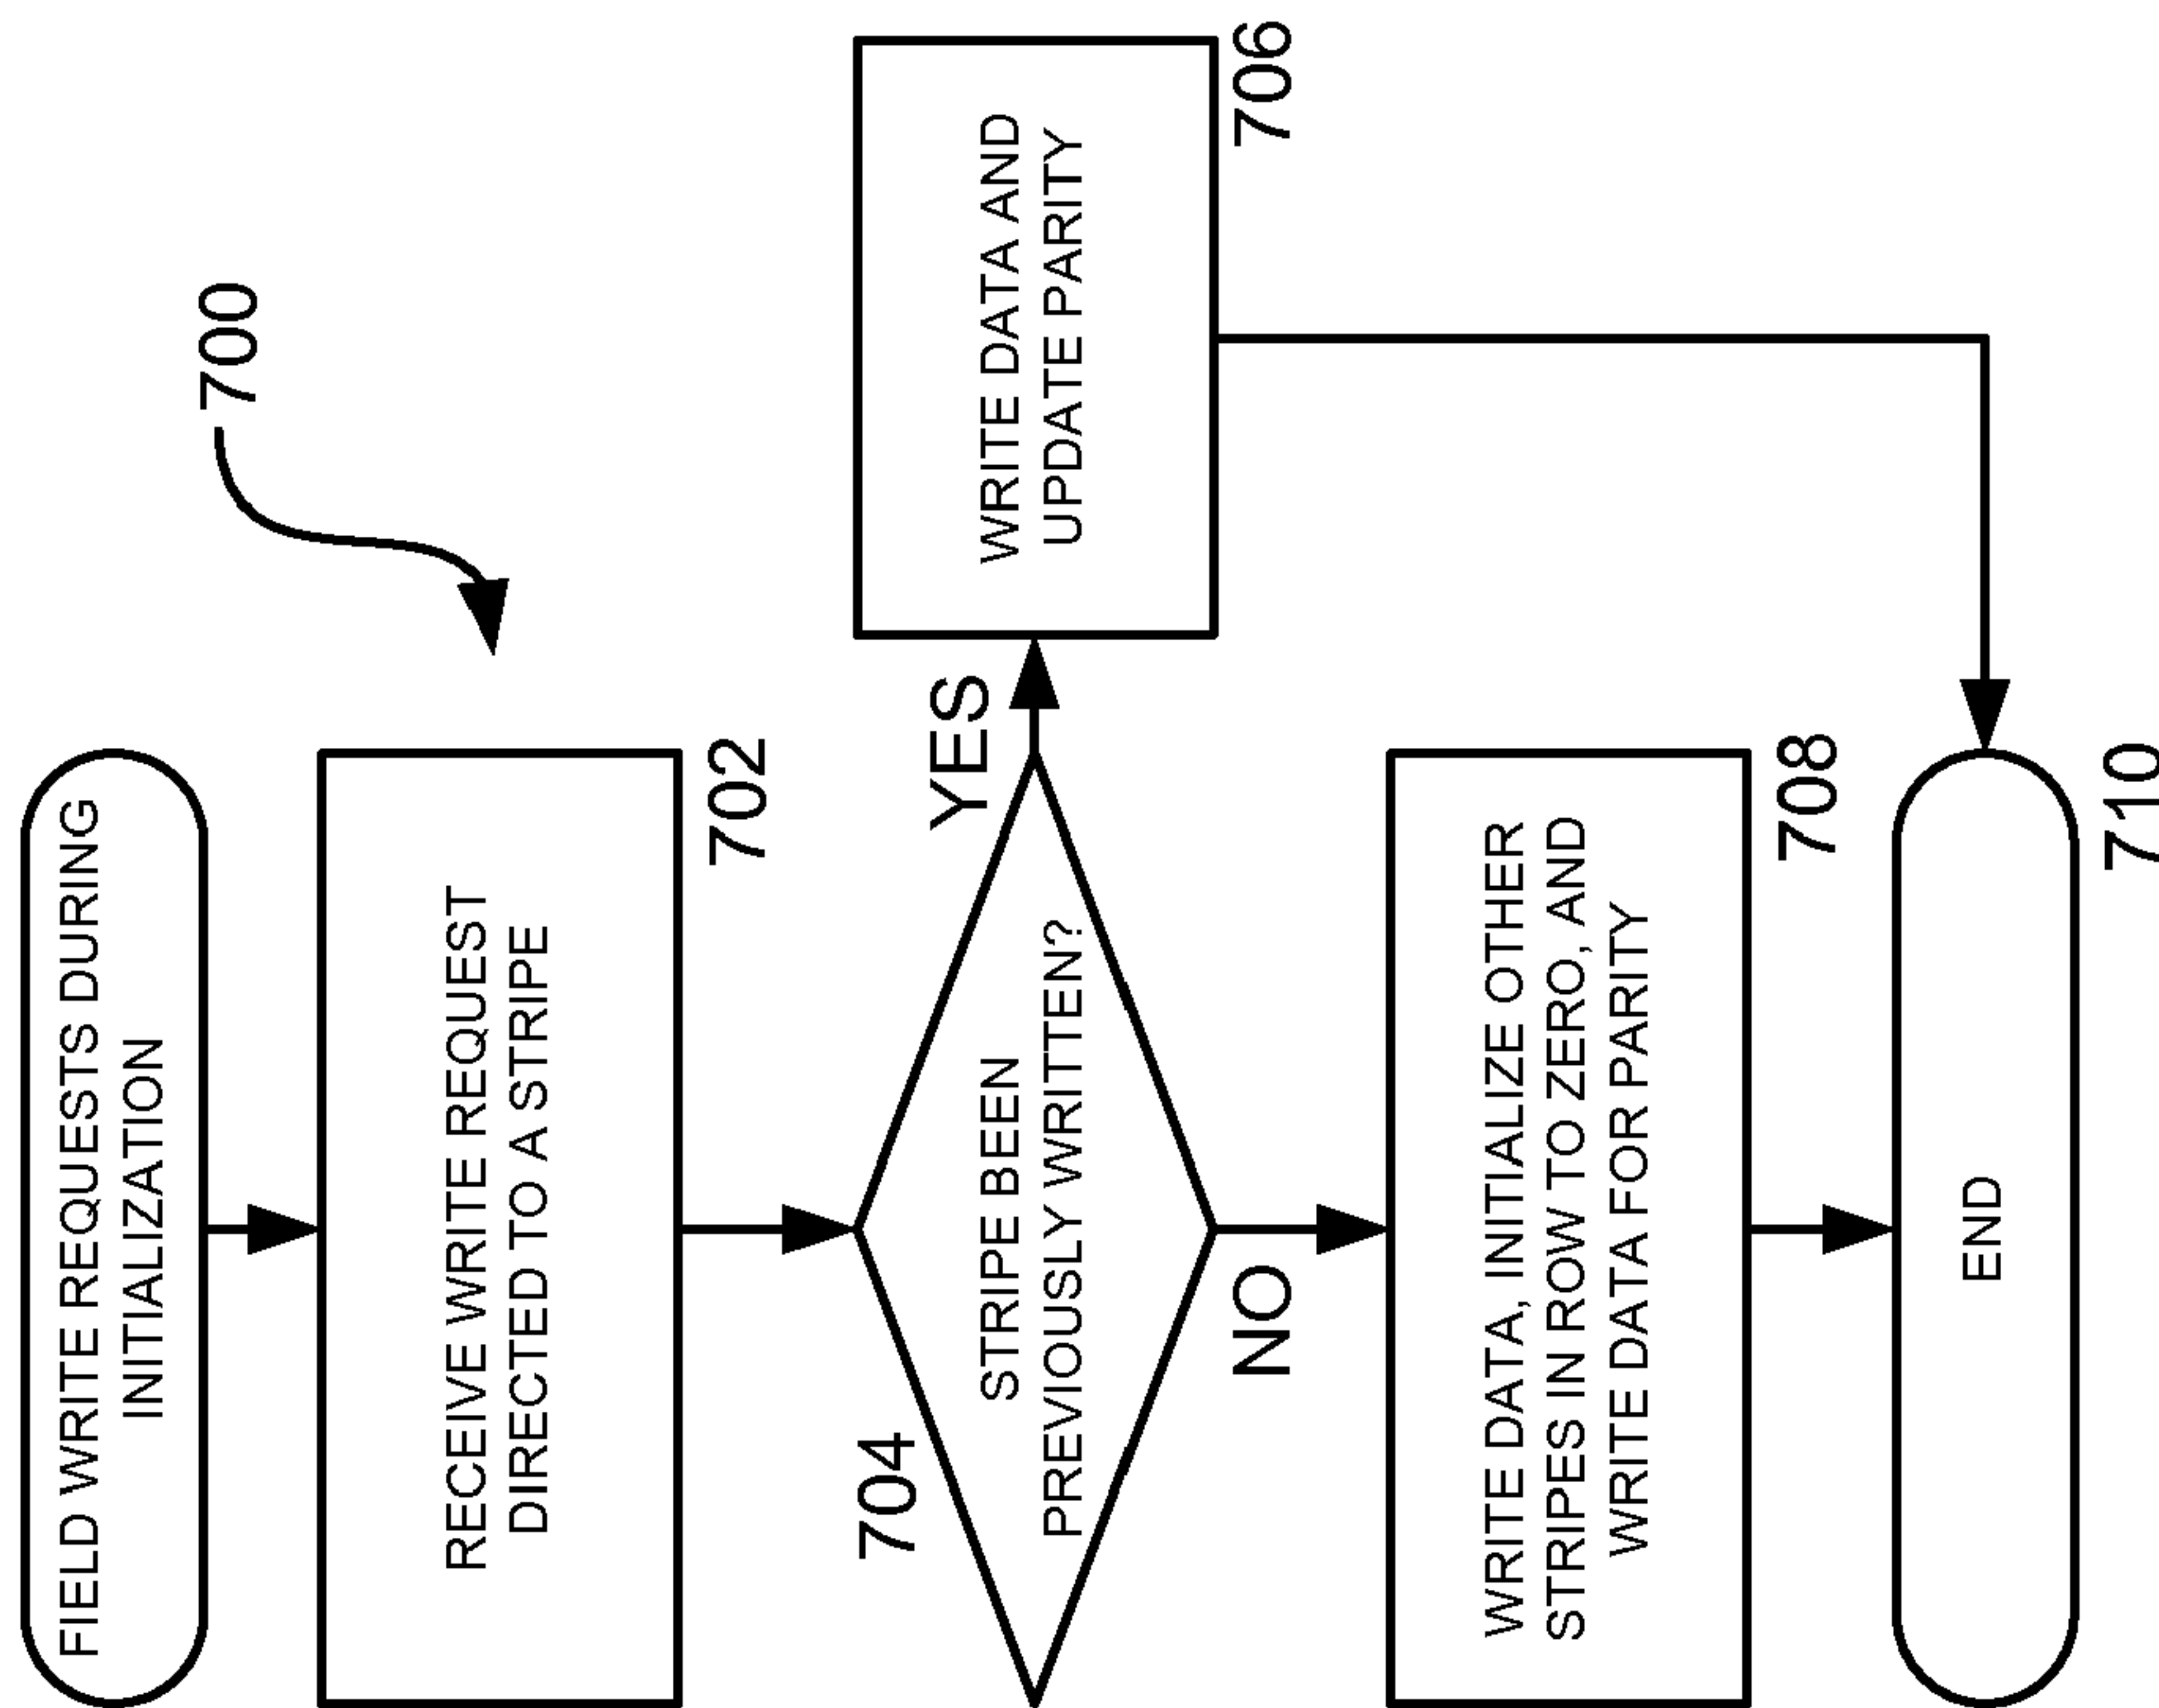 FIELD WRITE REQUESTS DURING
INITIALIZATION
700
RECEIVE WRITE REQUEST
DIRECTED TO A STRIPE
702
704
STRIPE BEEN
PREVIOUSLY WRITTEN?
YES
WRITE DATA AND
UPDATE PARITY
706
NO
WRITE DATA, INITIALIZE OTHER
STRIPES IN ROW TO ZERO, AND
WRITE DATA FOR PARITY
708
END
710